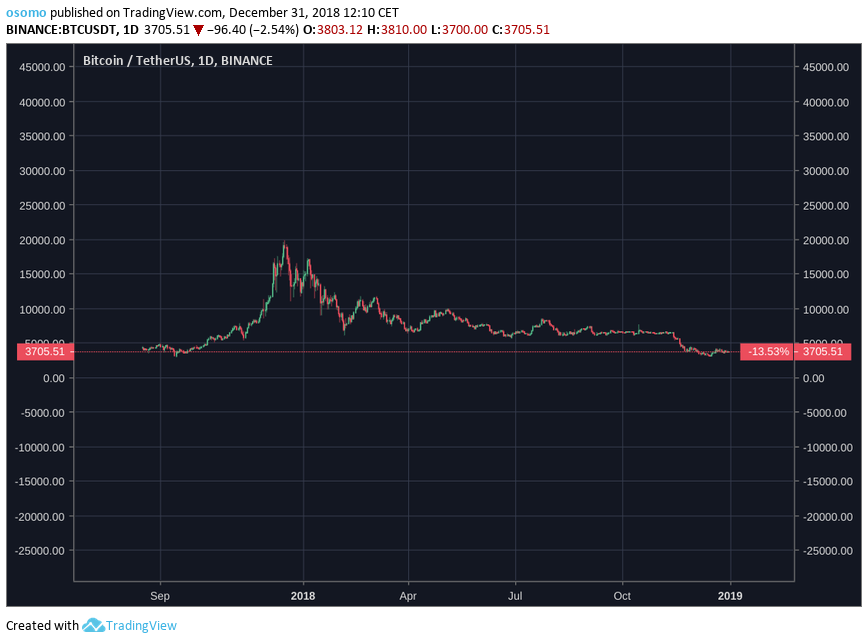 osomo published on TradingView.com, December 31, 2018 12:10 CET
BINANCE:BTCUSDT, 1D 3705.51 ▼ −96.40 (−2.54%) O:3803.12 H:3810.00 L:3700.00 C:3705.51
Bitcoin / TetherUS, 1D, BINANCE
45000.00 45000.00
40000.00 40000.00
35000.00 35000.00
30000.00 30000.00
25000.00 25000.00
20000.00 20000.00
15000.00 15000.00
10000.00 10000.00
5000.00 5000.00
3705.51 -13.53% 3705.51
0.00 0.00
-5000.00 -5000.00
-10000.00 -10000.00
-15000.00 -15000.00
-20000.00 -20000.00
-25000.00 -25000.00
Sep 2018 Apr Jul Oct 2019
Created with TradingView